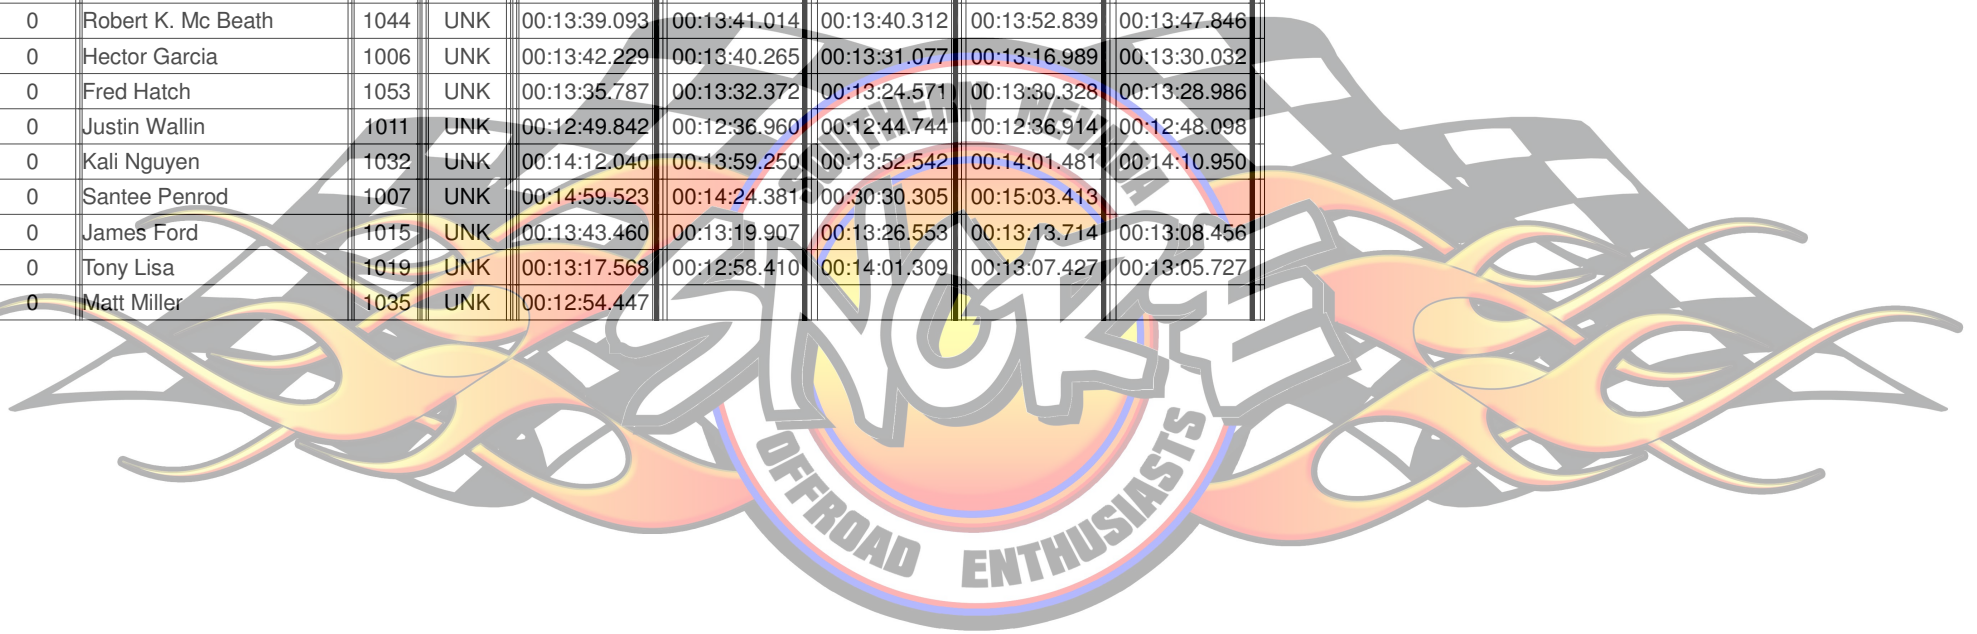 0 Robert K. Mc Beath 1044 UNK 00:13:39.093 00:13:41.014 00:13:40.312 00:13:52.839 00:13:47.846
0 Hector Garcia 1006 UNK 00:13:42.229 00:13:40.265 00:13:31.077 00:13:16.989 00:13:30.032
0 Fred Hatch 1053 UNK 00:13:35.787 00:13:32.372 00:13:24.571 00:13:30.328 00:13:28.986
0 Justin Wallin 1011 UNK 00:12:49.842 00:12:36.960 00:12:44.744 00:12:36.914 00:12:48.098
0 Kali Nguyen 1032 UNK 00:14:12.040 00:13:59.250 00:13:52.542 00:14:01.481 00:14:10.950
0 Santee Penrod 1007 UNK 00:14:59.523 00:14:24.381 00:30:30.305 00:15:03.413
0 James Ford 1015 UNK 00:13:43.460 00:13:19.907 00:13:26.553 00:13:13.714 00:13:08.456
0 Tony Lisa 1019 UNK 00:13:17.568 00:12:58.410 00:14:01.309 00:13:07.427 00:13:05.727
0 Matt Miller 1035 UNK 00:12:54.447
SOUTHERN NEVADA
SNORE
OFFROAD ENTHUSIASTS